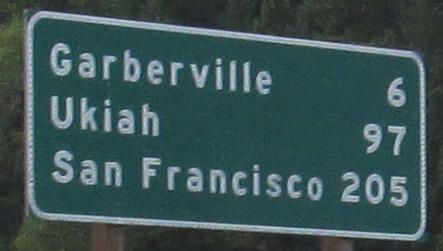 Garberville 6
Ukiah 97
San Francisco 205